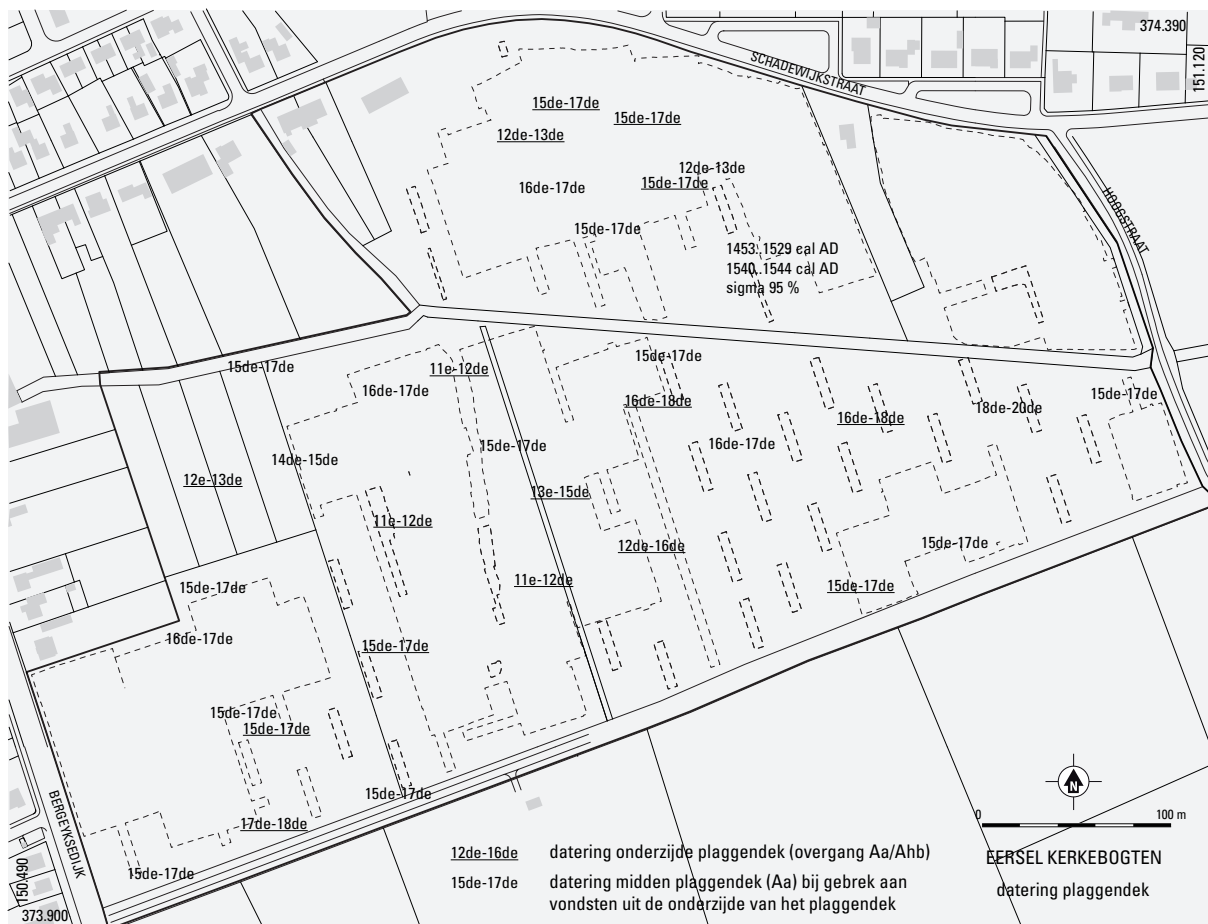 374.390
151.120
SCHADEWIJKSTRAAT
15de-17de
15de-17de
12de-13de
12de-13de
15de-17de
16de-17de
HOOGSTRAAT
15de-17de
1453..1529 cal AD
1540..1544 cal AD
sigma 95 %
15de-17de
15de-17de
11e-12de
16de-17de
15de-17de
16de-18de
18de-20de
16de-18de
15de-17de
16de-17de
14de-15de
12e-13de
13e-15de
11e-12de
15de-17de
12de-16de
11e-12de
15de-17de
15de-17de
16de-17de
15de-17de
15de-17de
15de-17de
15de-17de
17de-18de
BERGEYKSEDIJK
15de-17de
150.490
373.900
N
0 100 m
12de-16de datering onderzijde plaggendek (overgang Aa/Ahb)
15de-17de datering midden plaggendek (Aa) bij gebrek aan
vondsten uit de onderzijde van het plaggendek
EERSEL KERKEBOGTEN
datering plaggendek